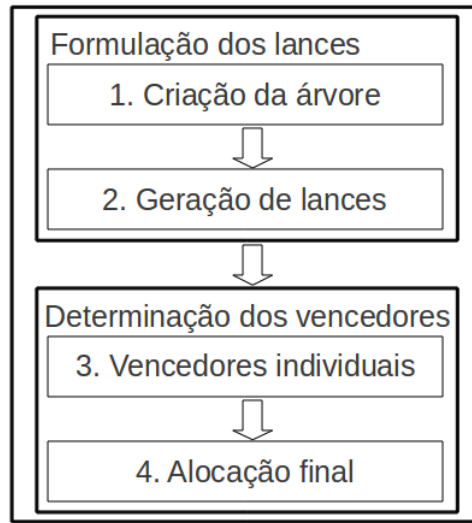 Formulação dos lances
1. Criação da árvore
2. Geração de lances
Determinação dos vencedores
3. Vencedores individuais
4. Alocação final